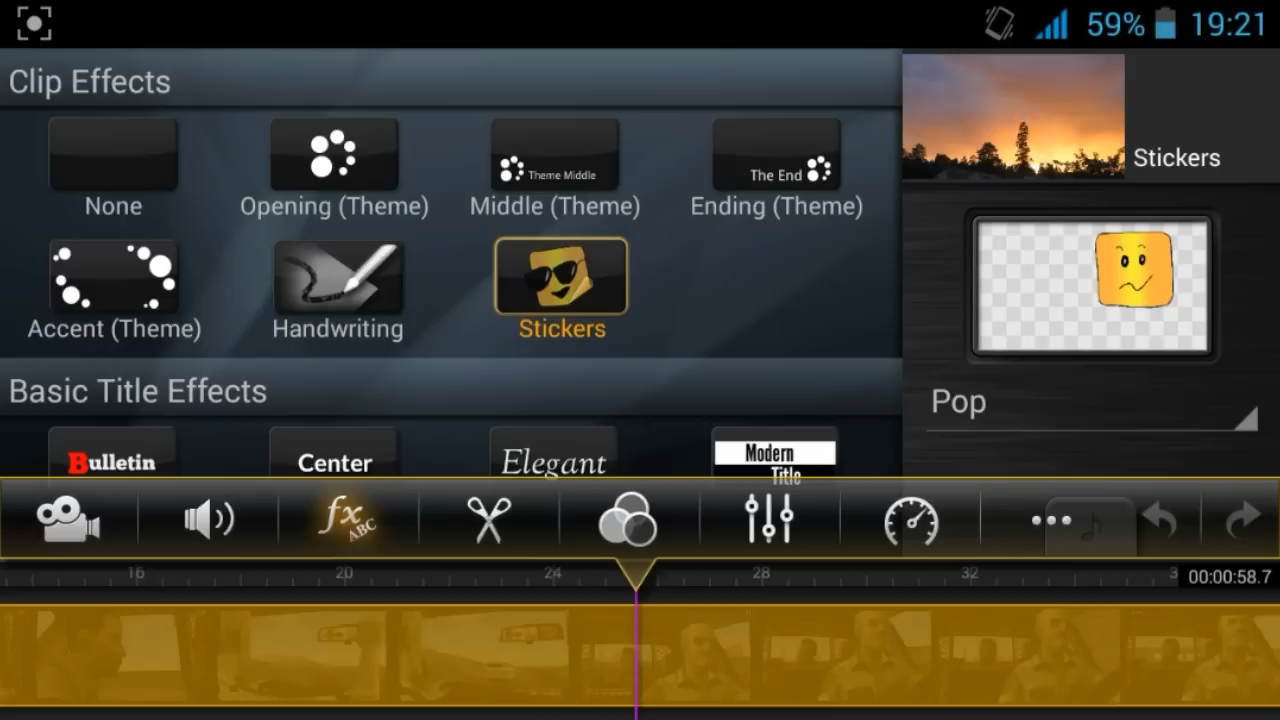 59% 19:21
Clip Effects
Stickers
Theme Middle
The End
None
Opening (Theme)
Middle (Theme)
Ending (Theme)
Accent (Theme)
Handwriting
Stickers
Pop
Basic Title Effects
Bulletin
Center
Elegant
Modern
Title
fx ABC
16 20 24 28 32 3
00:00:58.7